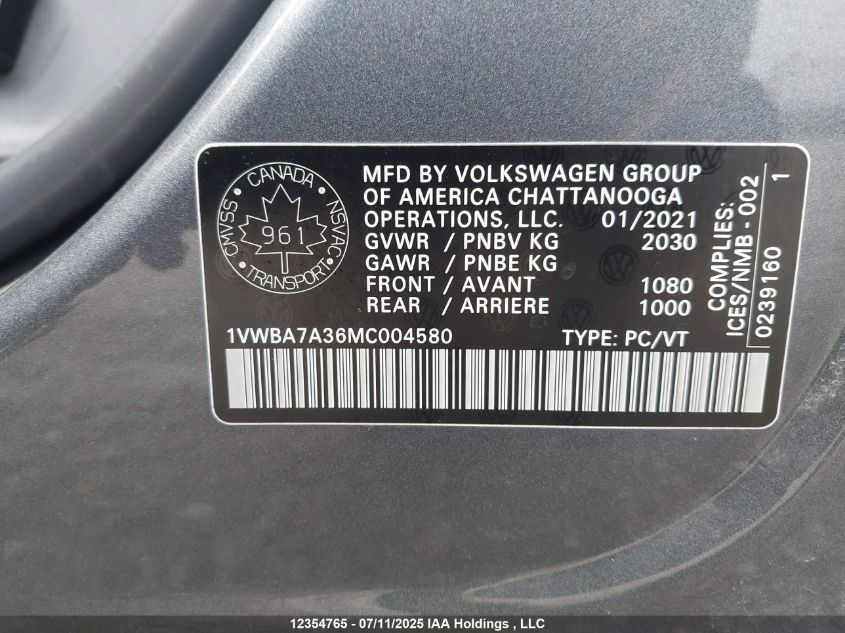 CANADA
CMVSS 961 NSVAC
TRANSPORT
MFD BY VOLKSWAGEN GROUP
OF AMERICA CHATTANOOGA
OPERATIONS, LLC. 01/2021
GVWR / PNBV KG 2030
GAWR / PNBE KG
FRONT / AVANT 1080
REAR / ARRIERE 1000
1VWBA7A36MC004580 TYPE: PC/VT
COMPLIES:
ICES/NMB - 002
0239160 1
12354765 - 07/11/2025 IAA Holdings , LLC